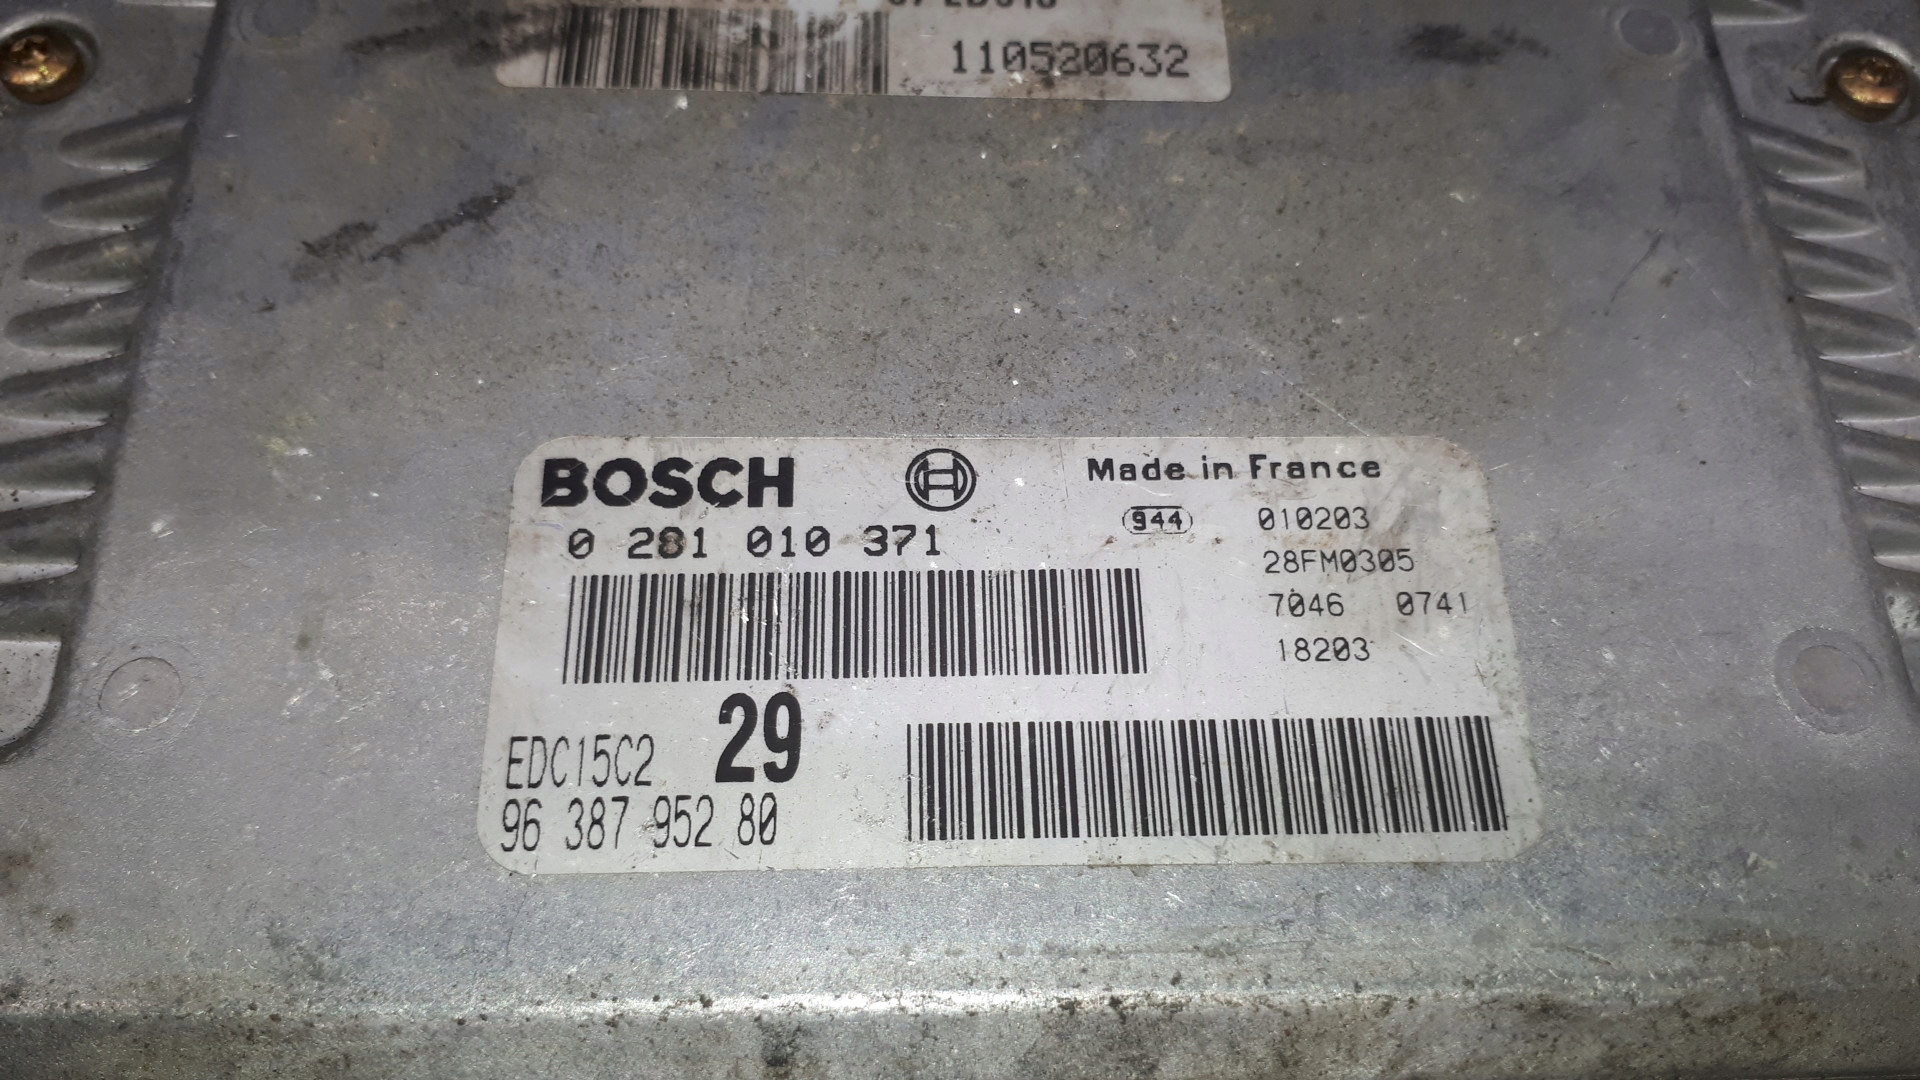 110520632
BOSCH
Made in France
0 281 010 371
944
010203
28FM0305
7046 0741
18203
EDC15C2 29
96 387 952 80